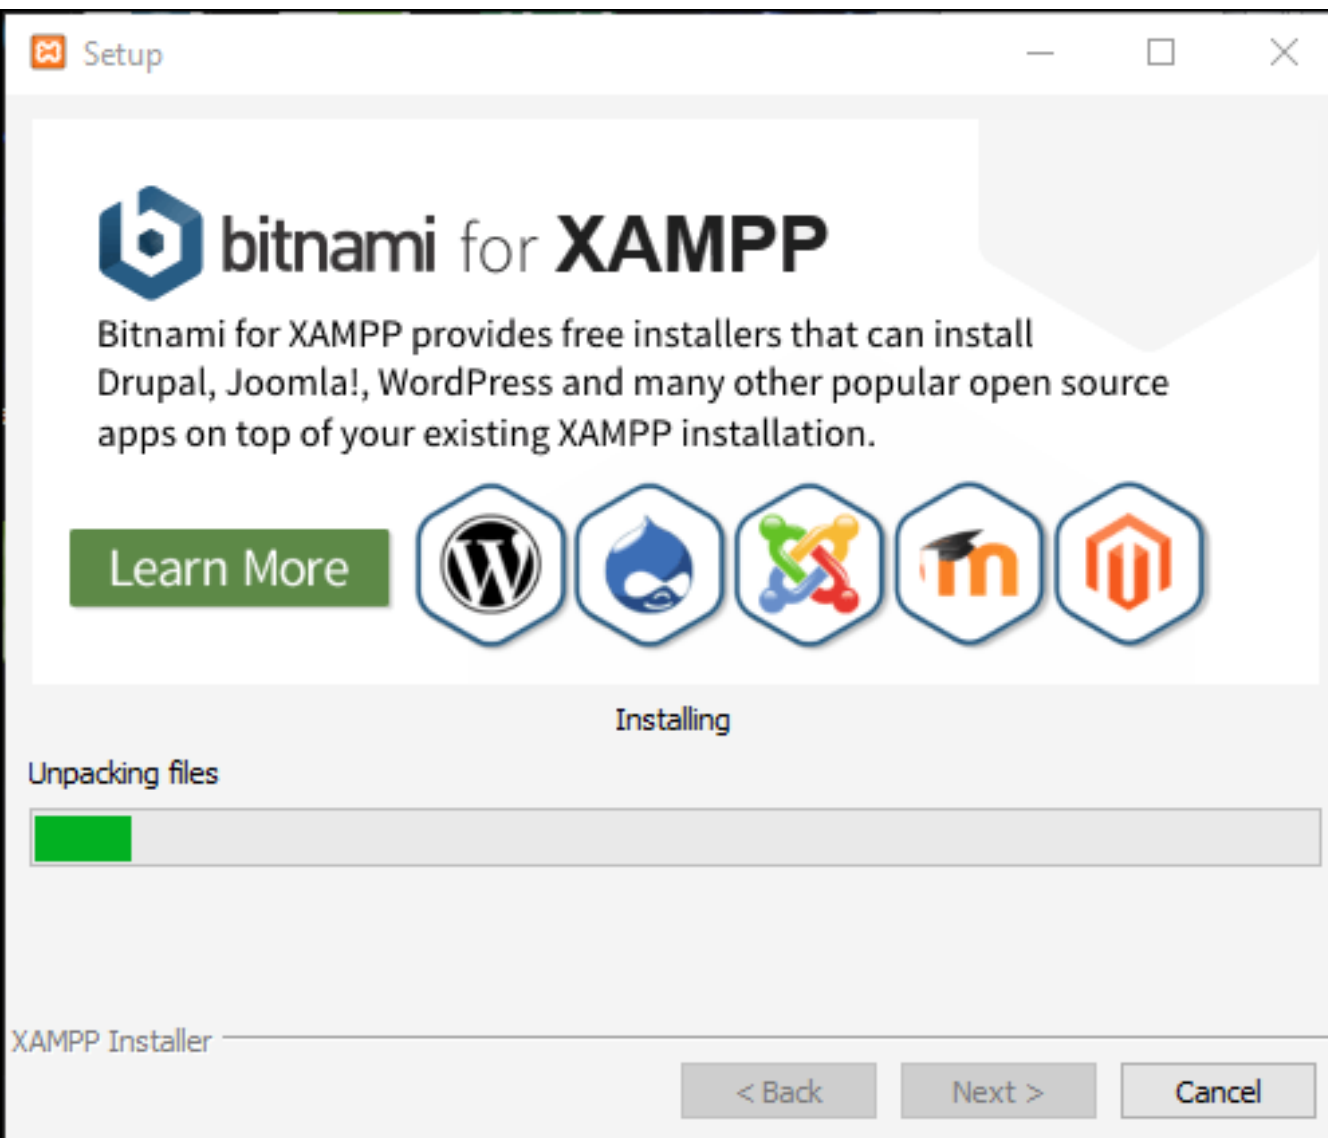 Setup
bitnami for XAMPP
Bitnami for XAMPP provides free installers that can install
Drupal, Joomla!, WordPress and many other popular open source
apps on top of your existing XAMPP installation.
Learn More
Installing
Unpacking files
XAMPP Installer
< Back
Next >
Cancel